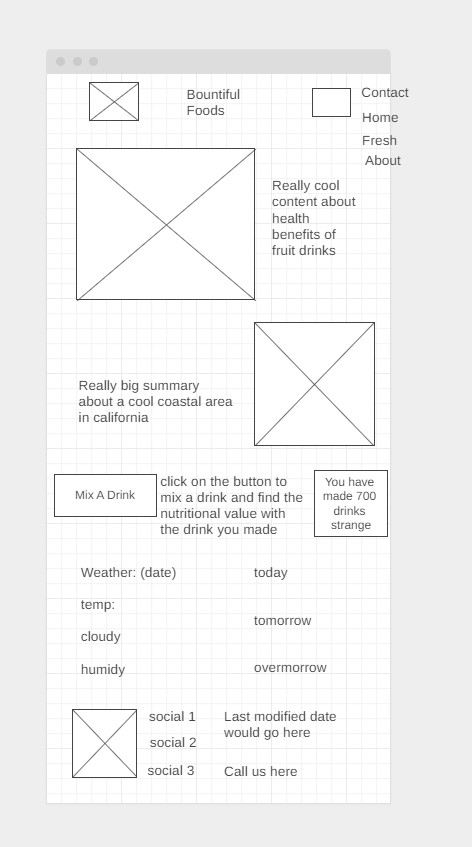 Bountiful
Foods
Contact
Home
Fresh
About
Really cool
content about
health
benefits of
fruit drinks
Really big summary
about a cool coastal area
in california
Mix A Drink
click on the button to
mix a drink and find the
nutritional value with
the drink you made
You have
made 700
drinks
strange
Weather: (date)
today
temp:
tomorrow
cloudy
overmorrow
humidy
social 1
social 2
social 3
Last modified date
would go here
Call us here